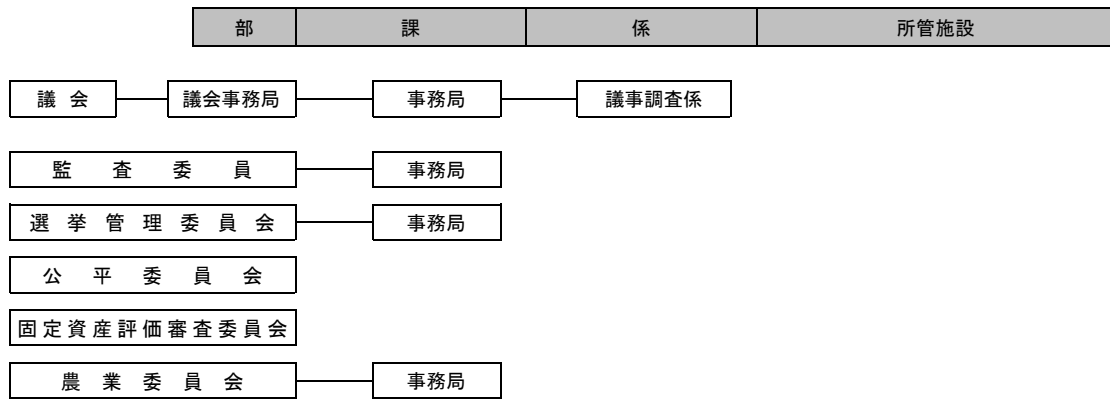 部 課 係 所管施設
議会 議会事務局 事務局 議事調査係
監査委員 事務局
選挙管理委員会 事務局
公平委員会
固定資産評価審査委員会
農業委員会 事務局